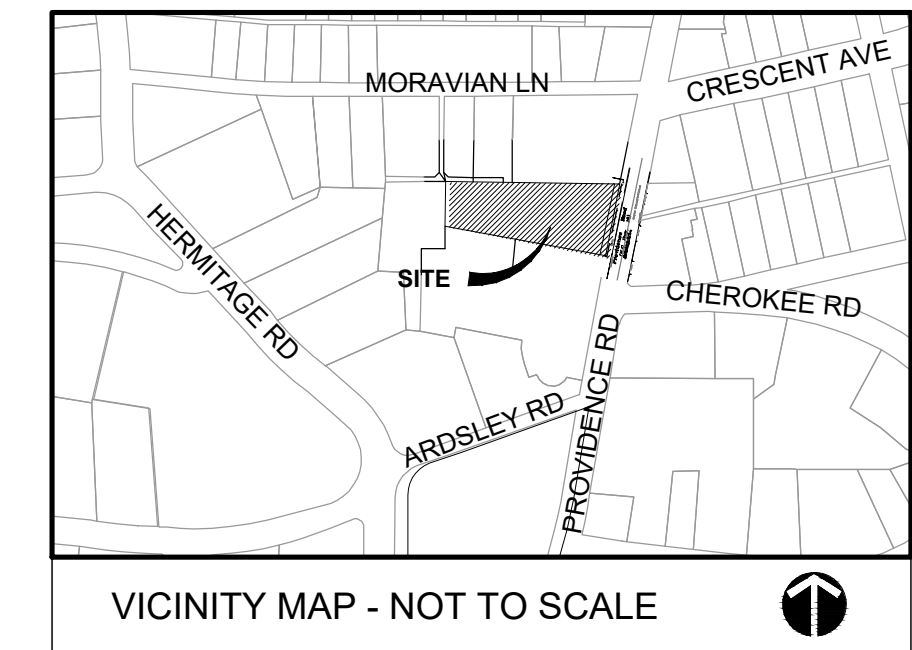 MORAVIAN LN
CRESCENT AVE
HERMITAGE RD
SITE
CHEROKEE RD
PROVIDENCE RD
ARDSLEY RD
VICINITY MAP - NOT TO SCALE